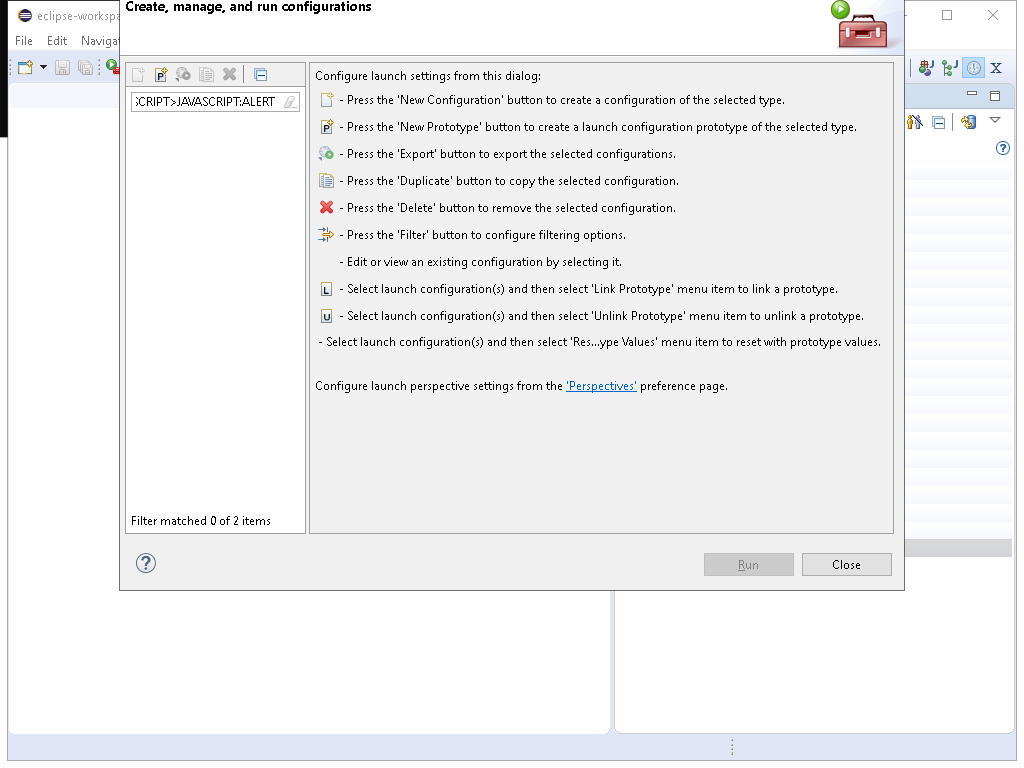 Create, manage, and run configurations
eclipse-workspa
File Edit Naviga
Configure launch settings from this dialog:
;CRIPT>JAVASCRIPT:ALERT
- Press the 'New Configuration' button to create a configuration of the selected type.
- Press the 'New Prototype' button to create a launch configuration prototype of the selected type.
- Press the 'Export' button to export the selected configurations.
- Press the 'Duplicate' button to copy the selected configuration.
- Press the 'Delete' button to remove the selected configuration.
- Press the 'Filter' button to configure filtering options.
- Edit or view an existing configuration by selecting it.
- Select launch configuration(s) and then select 'Link Prototype' menu item to link a prototype.
- Select launch configuration(s) and then select 'Unlink Prototype' menu item to unlink a prototype.
- Select launch configuration(s) and then select 'Res...ype Values' menu item to reset with prototype values.
Configure launch perspective settings from the 'Perspectives' preference page.
Filter matched 0 of 2 items
Run Close